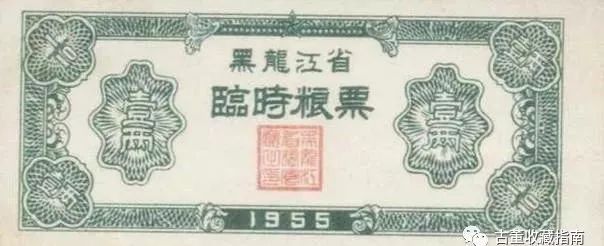 黑龍江省
臨時粮票
壹兩
壹兩
1955
古董收藏指南